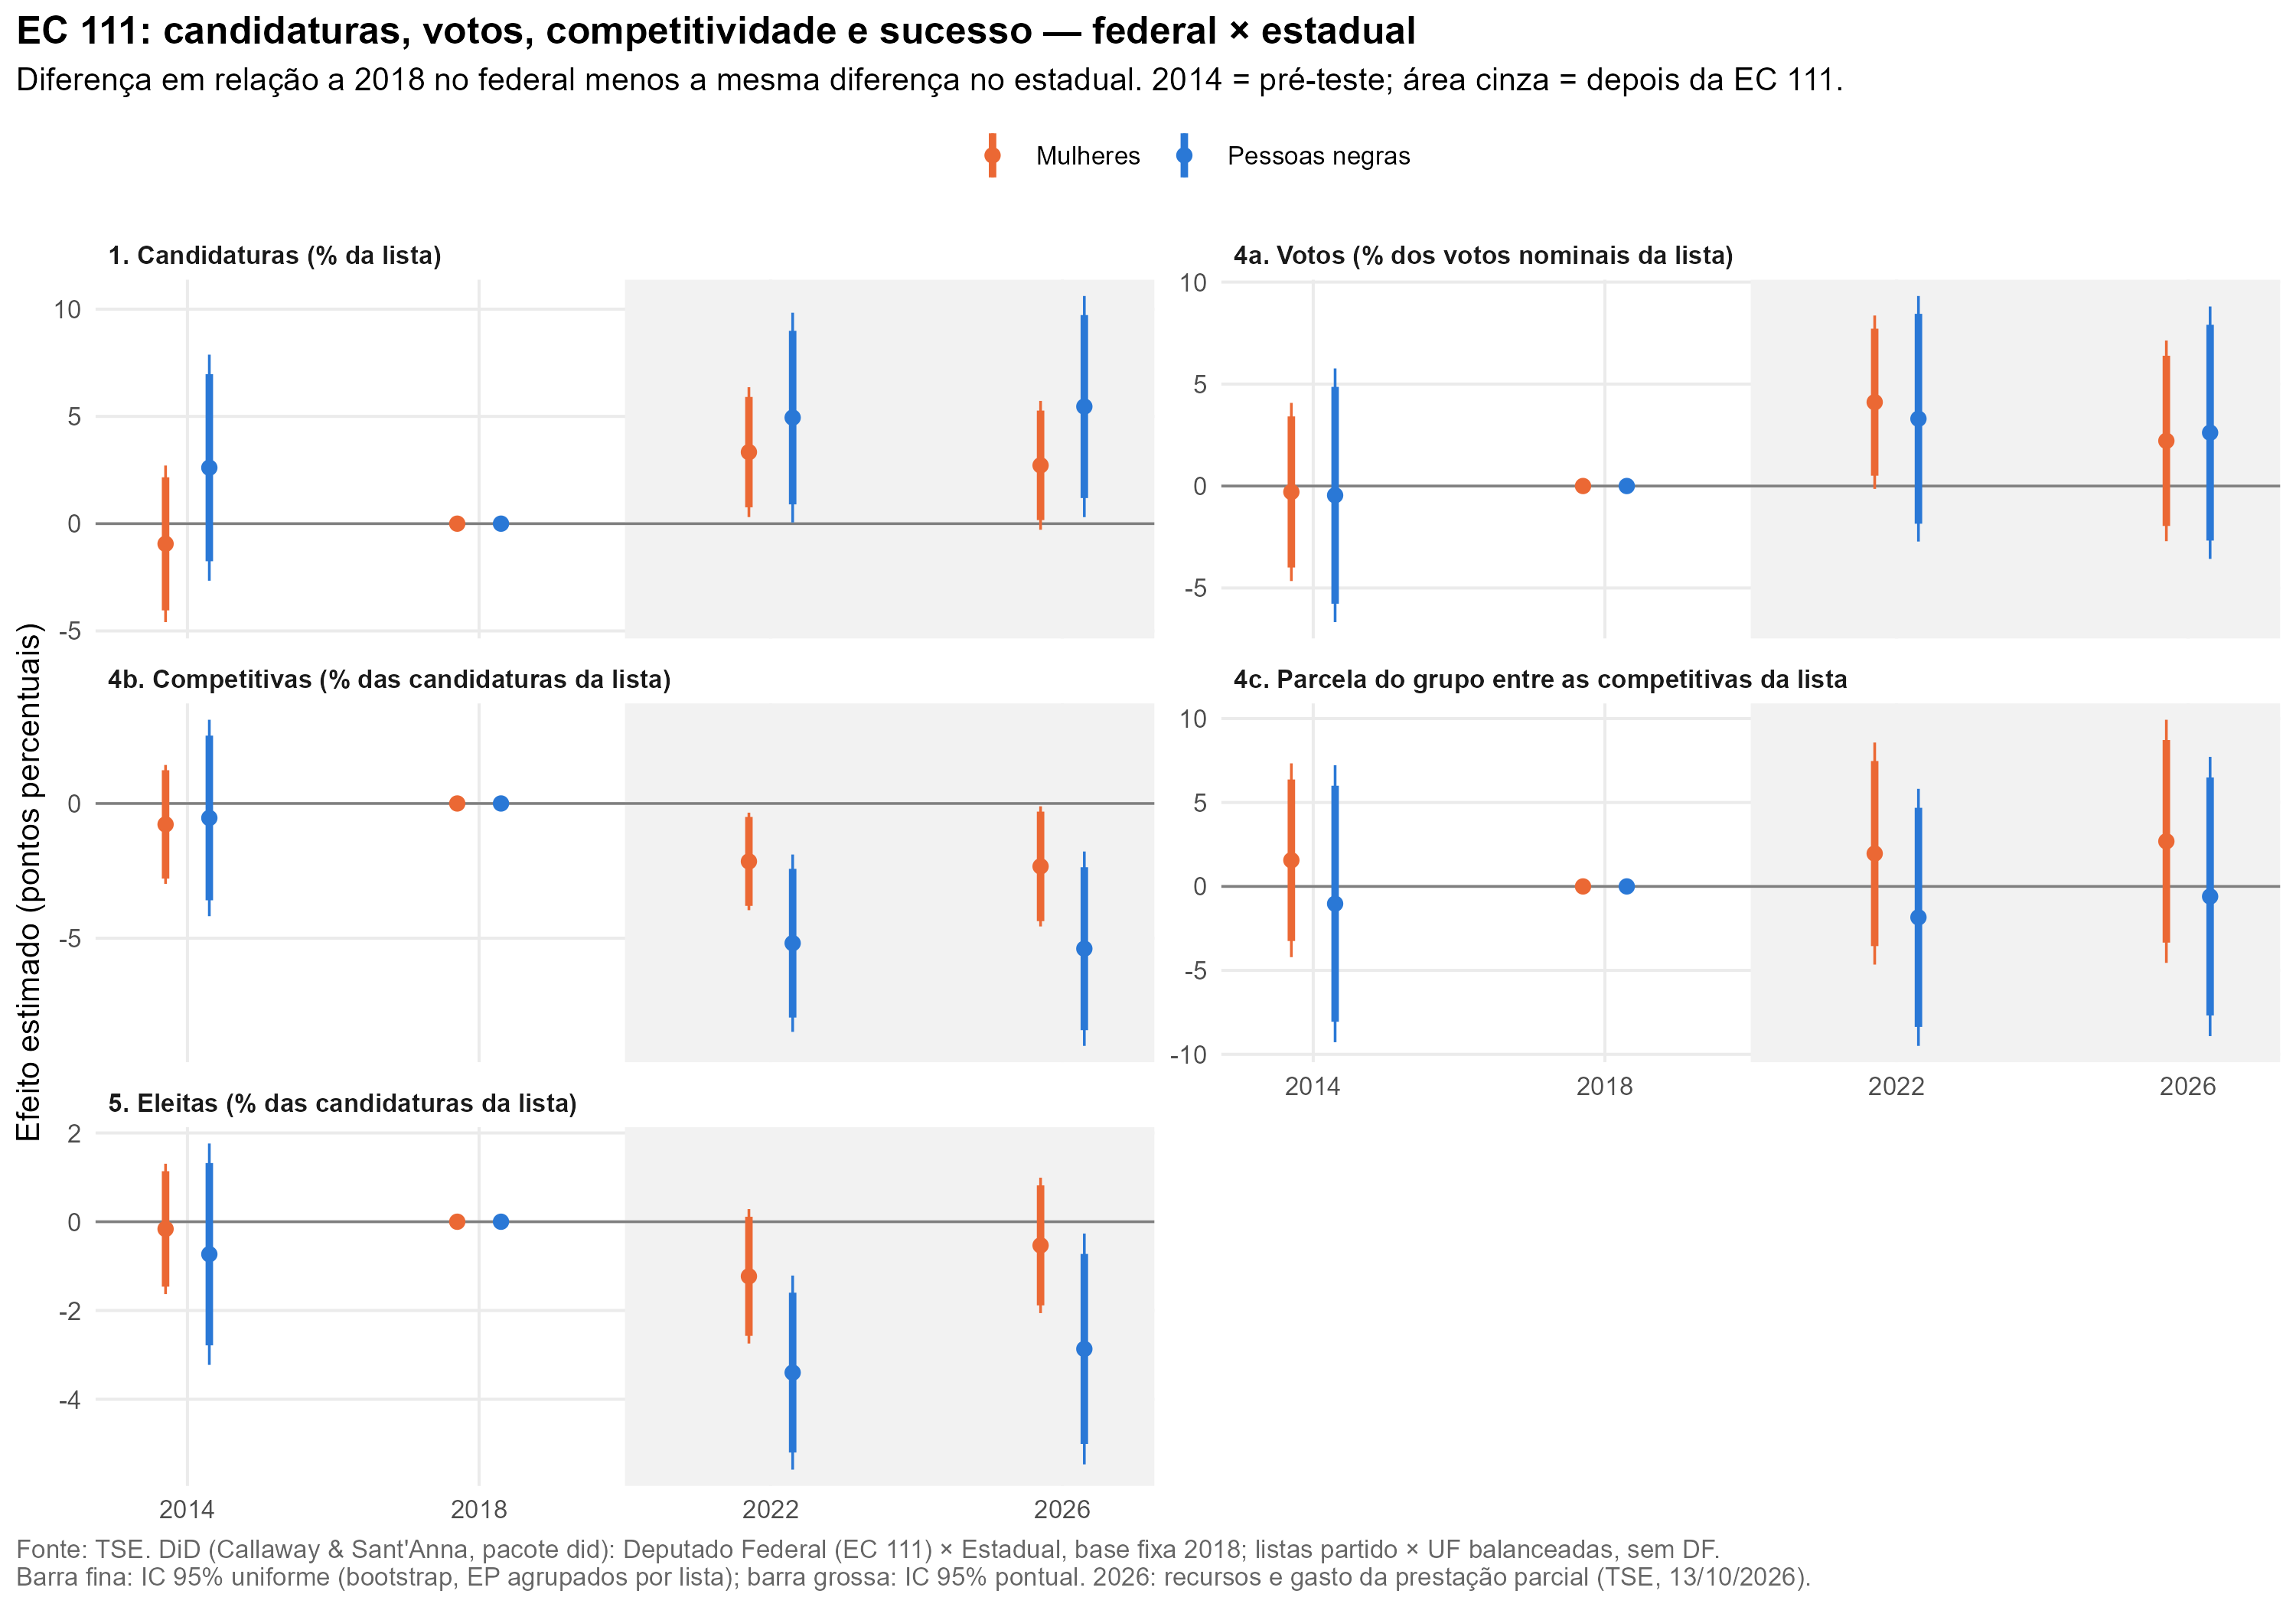 EC 111: candidaturas, votos, competitividade e sucesso — federal × estadual
Diferença em relação a 2018 no federal menos a mesma diferença no estadual. 2014 = pré-teste; área cinza = depois da EC 111.
Mulheres
Pessoas negras
Efeito estimado (pontos percentuais)
1. Candidaturas (% da lista)
10
5
0
-5
4a. Votos (% dos votos nominais da lista)
10
5
0
-5
4b. Competitivas (% das candidaturas da lista)
0
-5
4c. Parcela do grupo entre as competitivas da lista
10
5
0
-5
-10
2014 2018 2022 2026
5. Eleitas (% das candidaturas da lista)
2
0
-2
-4
2014 2018 2022 2026
Fonte: TSE. DiD (Callaway & Sant'Anna, pacote did): Deputado Federal (EC 111) × Estadual, base fixa 2018; listas partido × UF balanceadas, sem DF.
Barra fina: IC 95% uniforme (bootstrap, EP agrupados por lista); barra grossa: IC 95% pontual. 2026: recursos e gasto da prestação parcial (TSE, 13/10/2026).